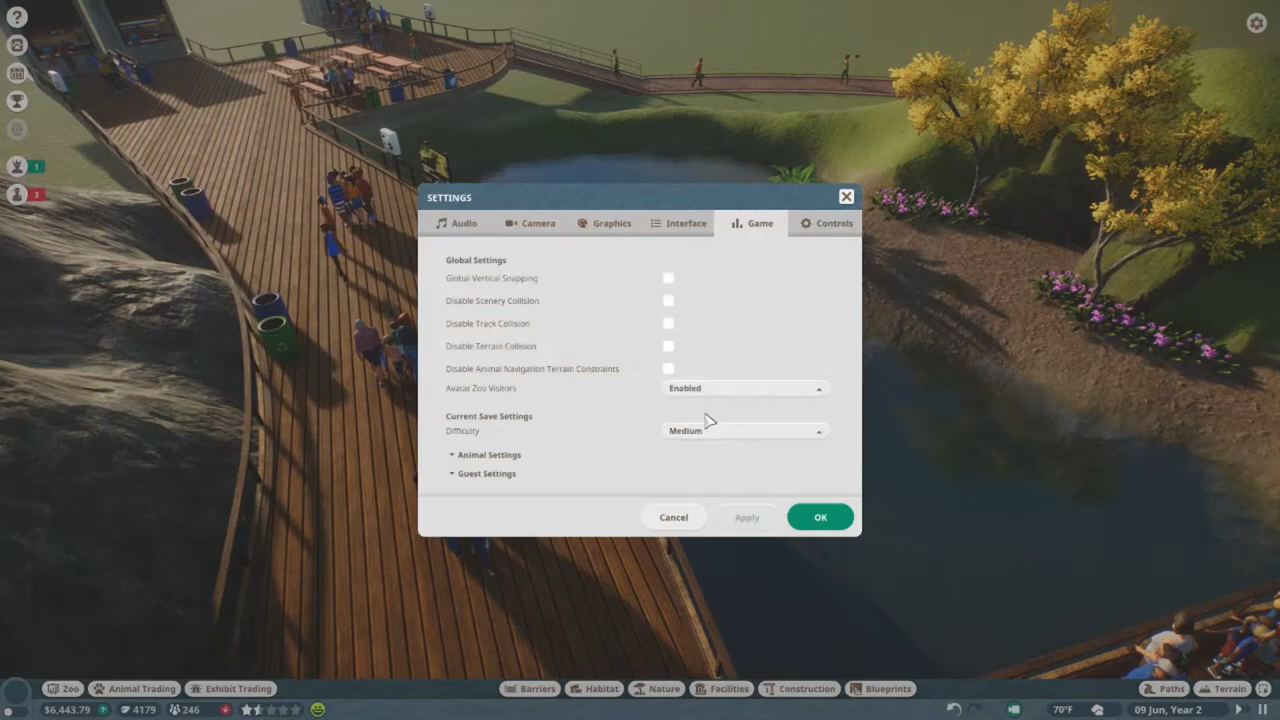 ?
1
3
SETTINGS
Audio Camera Graphics Interface Game Controls
Global Settings
Global Vertical Snapping
Disable Scenery Collision
Disable Track Collision
Disable Terrain Collision
Disable Animal Navigation Terrain Constraints
Avatar Zoo Visitors Enabled
Current Save Settings
Difficulty Medium
Animal Settings
Guest Settings
Cancel Apply OK
Zoo Animal Trading Exhibit Trading Barriers Habitat Nature Facilities Construction Blueprints Paths Terrain
$6,443.79 4179 246 70°F 09 Jun, Year 2